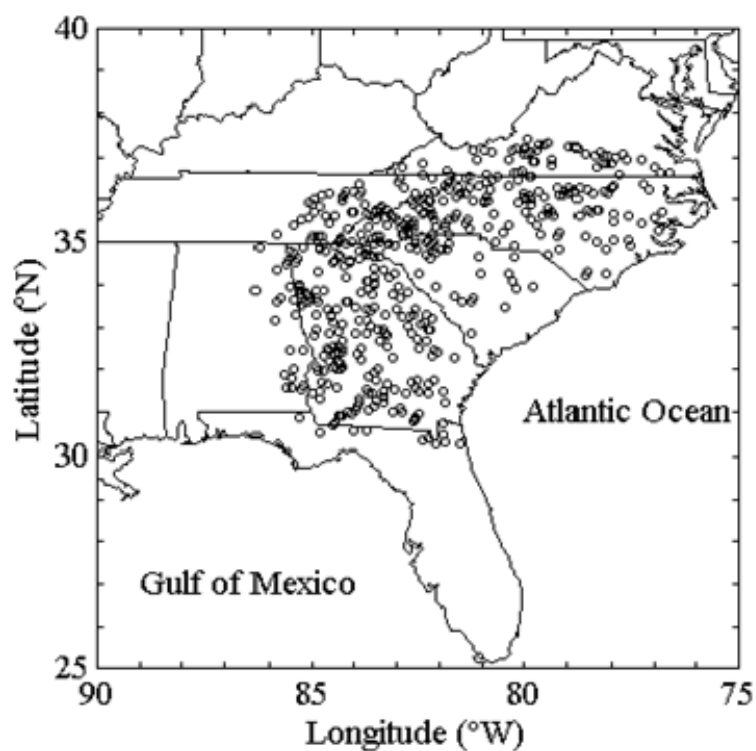 40
35
30
25
Latitude (°N)
Atlantic Ocean
Gulf of Mexico
90 85 80 75
Longitude (°W)